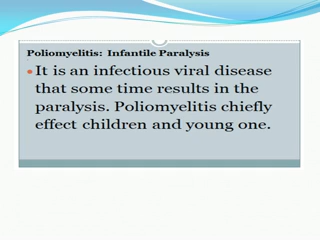 Poliomyelitis: Infantile Paralysis
• It is an infectious viral disease
that some time results in the
paralysis. Poliomyelitis chiefly
effect children and young one.